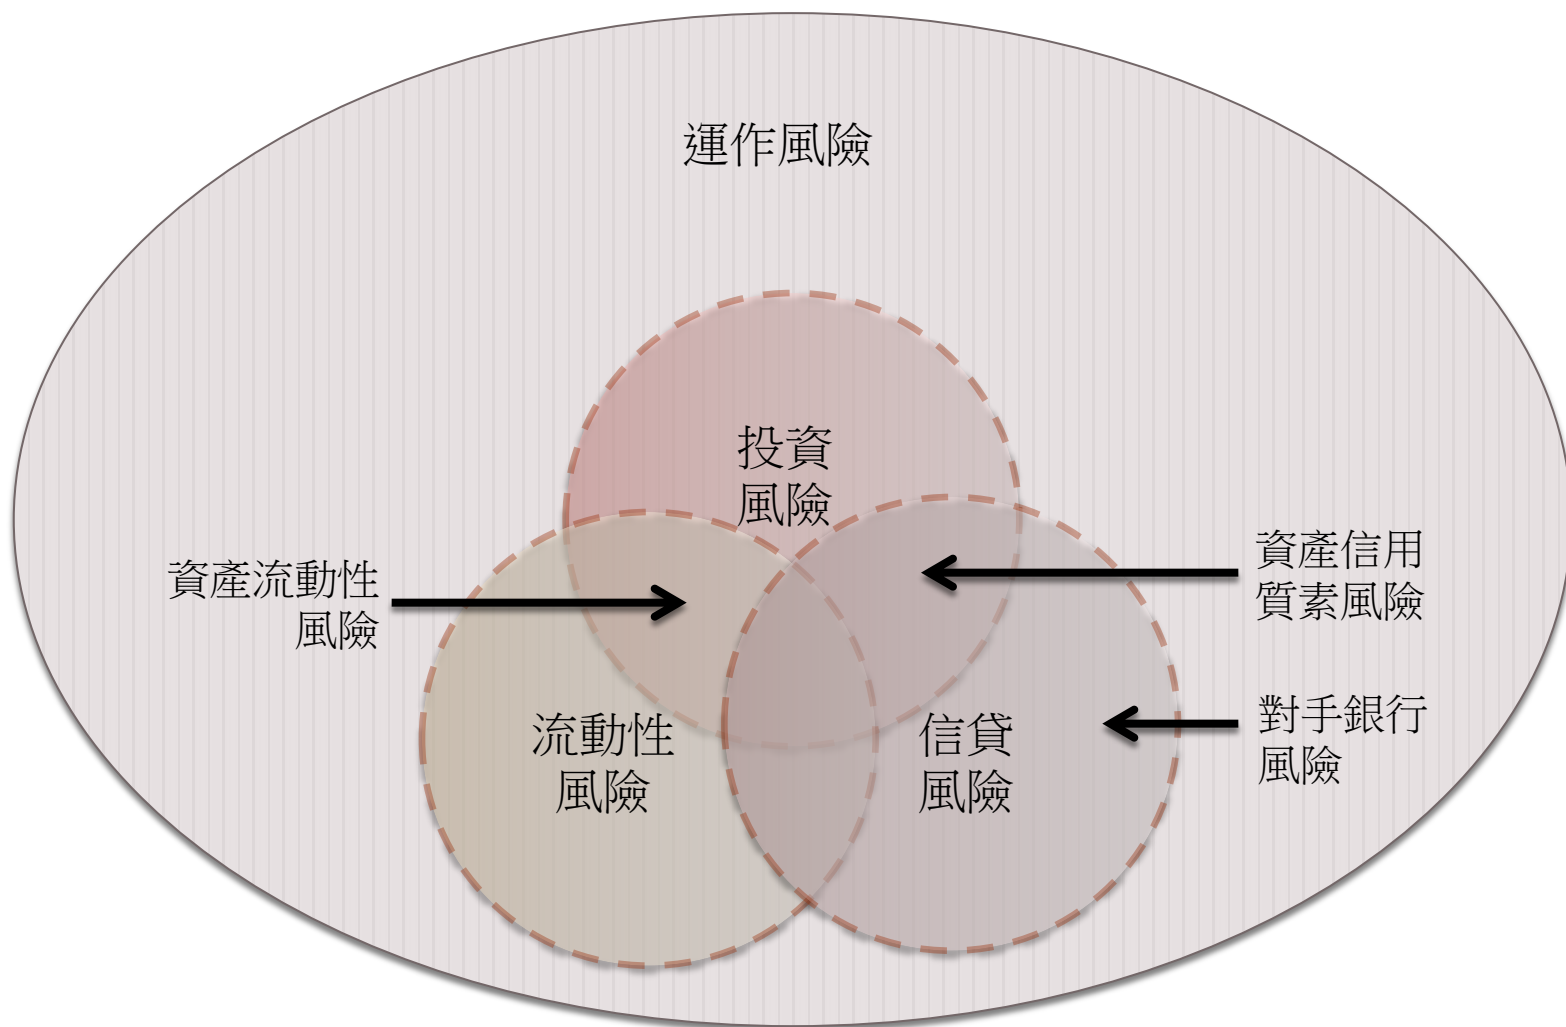 運作風險
投資
風險
資產流動性
風險
資產信用
質素風險
流動性
風險
信貸
風險
對手銀行
風險